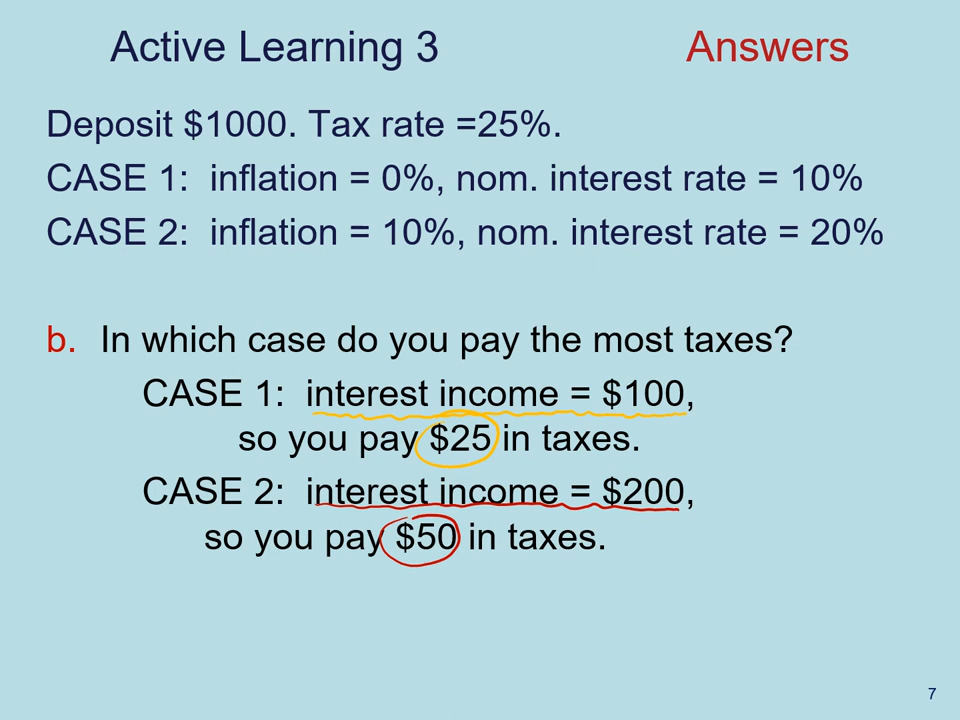 Active Learning 3 Answers
Deposit $1000. Tax rate =25%.
CASE 1: inflation = 0%, nom. interest rate = 10%
CASE 2: inflation = 10%, nom. interest rate = 20%
b. In which case do you pay the most taxes?
CASE 1: interest income = $100,
so you pay $25 in taxes.
CASE 2: interest income = $200,
so you pay $50 in taxes.
7